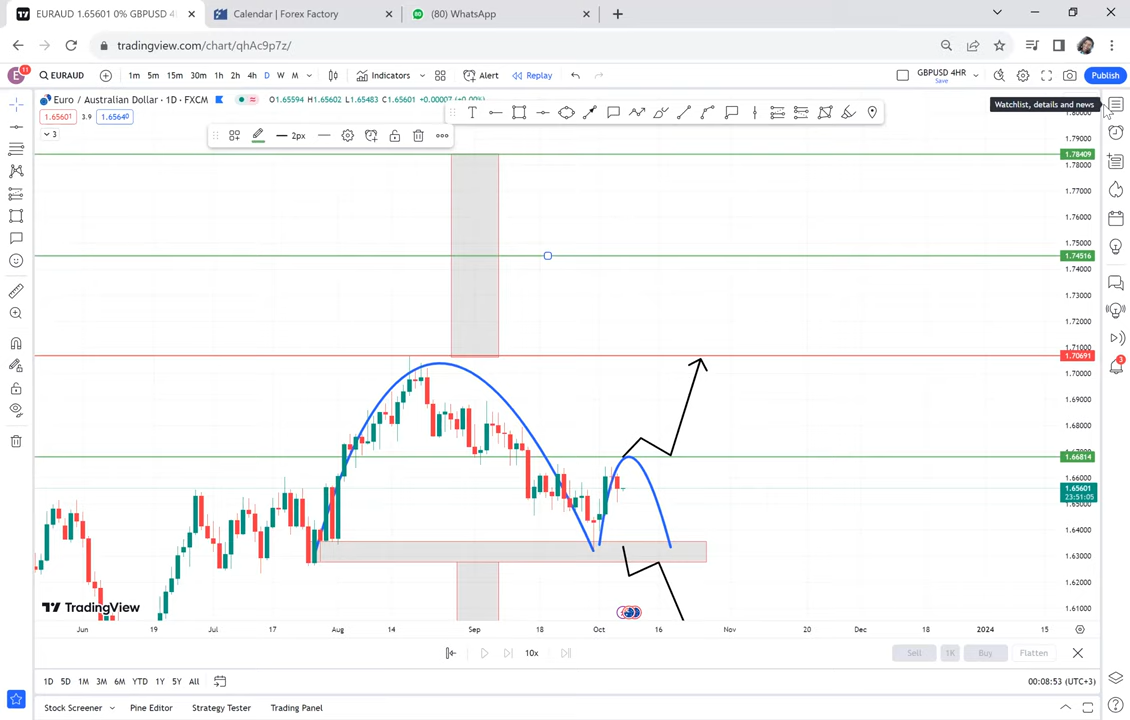 EURAUD 1.65601 0% GBPUSD 4
Calendar | Forex Factory
(80) WhatsApp
tradingview.com/chart/qhAc9p7z/
E
11
EURAUD
1m 5m 15m 30m 1h 2h 4h D W M
Indicators
Alert
Replay
GBPUSD 4HR
Save
Publish
Euro / Australian Dollar · 1D · FXCM
O1.65594 H1.65602 L1.65483 C1.65601 +0.00007 (+0.00%)
Watchlist, details and news
1.65601
3.9
1.65640
3
2px
1.80000
1.79000
1.78409
1.78000
1.77000
1.76000
1.75000
1.74516
1.74000
1.73000
1.72000
1.71000
1.70691
1.70000
1.69000
1.68000
1.66814
1.66000
1.65601
23:51:05
1.64000
1.63000
1.62000
1.61000
3
TradingView
Jun 19 Jul 17 Aug 14 Sep 18 Oct 16 Nov 20 Dec 18 2024 15
10x
Sell 1K Buy Flatten
1D 5D 1M 3M 6M YTD 1Y 5Y All
00:08:53 (UTC+3)
Stock Screener Pine Editor Strategy Tester Trading Panel